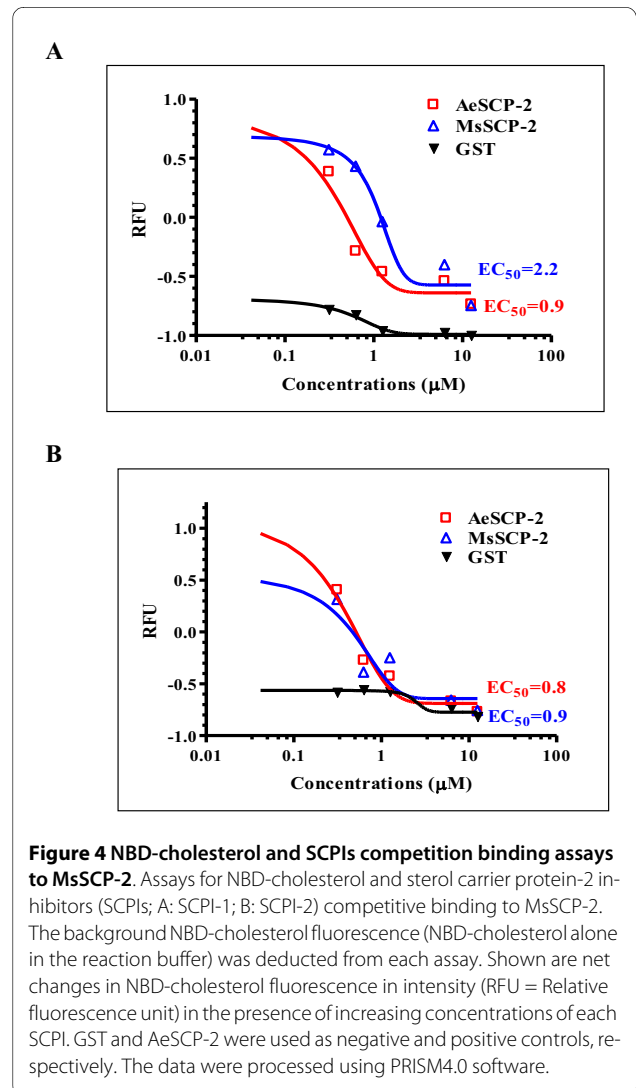 A
1.0
0.5
0.0
-0.5
-1.0
RFU
AeSCP-2
MsSCP-2
GST
EC50=2.2
EC50=0.9
0.01 0.1 1 10 100
Concentrations (μM)
B
1.0
0.5
0.0
-0.5
-1.0
RFU
AeSCP-2
MsSCP-2
GST
EC50=0.8
EC50=0.9
0.01 0.1 1 10 100
Concentrations (μM)
Figure 4 NBD-cholesterol and SCPIs competition binding assays
to MsSCP-2. Assays for NBD-cholesterol and sterol carrier protein-2 in-
hibitors (SCPIs; A: SCPI-1; B: SCPI-2) competitive binding to MsSCP-2.
The background NBD-cholesterol fluorescence (NBD-cholesterol alone
in the reaction buffer) was deducted from each assay. Shown are net
changes in NBD-cholesterol fluorescence in intensity (RFU = Relative
fluorescence unit) in the presence of increasing concentrations of each
SCPI. GST and AeSCP-2 were used as negative and positive controls, re-
spectively. The data were processed using PRISM4.0 software.